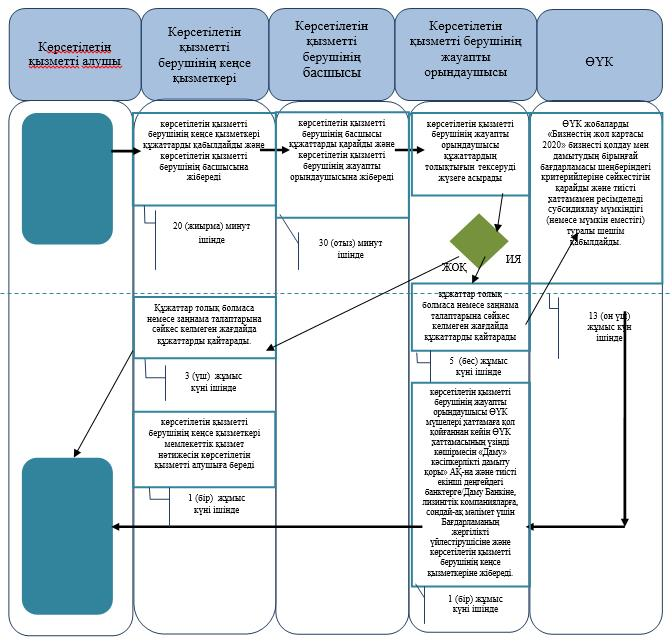 Көрсетілетін
қызметті алушы
Көрсетілетін
қызметті
берушінің кеңсе
қызметкері
Көрсетілетін
қызметті
берушінің
басшысы
Көрсетілетін
қызметті берушінің
жауапты
орындаушысы
ӨҮК
көрсетілетін қызметті
берушінің кеңсе қызметкері
құжаттарды қабылдайды және
көрсетілетін қызметті
берушінің басшысына
жібереді
20 (жиырма) минут
ішінде
көрсетілетін қызметті
берушінің басшысы
құжаттарды қарайды және
көрсетілетін қызметті
берушінің жауапты
орындаушысына жібереді
30 (отыз) минут
ішінде
көрсетілетін қызметті
берушінің жауапты
орындаушысы
құжаттардың
толықтығын тексеруді
жүзеге асырады
ӨҮК жобаларды
«Бизнестің жол картасы
2020» бизнесті қолдау мен
дамытудың бірыңғай
бағдарламасы шеңберіндегі
критерийлеріне сәйкестігін
қарайды және тиісті
хаттамамен ресімделеді
субсидиялау мүмкіндігі
(немесе мүмкін еместігі)
туралы шешім
қабылдайды.
ЖОҚ
ИЯ
13 (он үш)
жұмыс күн
ішінде
Құжаттар толық болмаса
немесе заңнама талаптарына
сәйкес келмеген жағдайда
құжаттарды қайтарады.
3 (үш) жұмыс
күні ішінде
құжаттар толық
болмаса немесе заңнама
талаптарына сәйкес
келмеген жағдайда
құжаттарды қайтарады
5 (бес) жұмыс
күні ішінде
көрсетілетін қызметті
берушінің кеңсе қызметкері
мемлекеттік қызмет
нәтижесін көрсетілетін
қызметті алушыға береді
1 (бір) жұмыс
күні ішінде
көрсетілетін қызметті
берушінің жауапты
орындаушысы ӨҮК
мүшелері хаттамаға қол
қойғаннан кейін ӨҮК
хаттамасының үзінді
көшірмесін «Даму»
кәсіпкерлікті дамыту
қоры» АҚ-на және тиісті
екінші деңгейдегі
банктерге/Даму Банкіне,
лизингтік компанияларға,
сондай-ақ мәлімет үшін
Бағдарламаның
жергілікті
үйлестірушісіне және
көрсетілетін қызметті
берушінің кеңсе
қызметкеріне жібереді.
1 (бір) жұмыс
күні ішінде